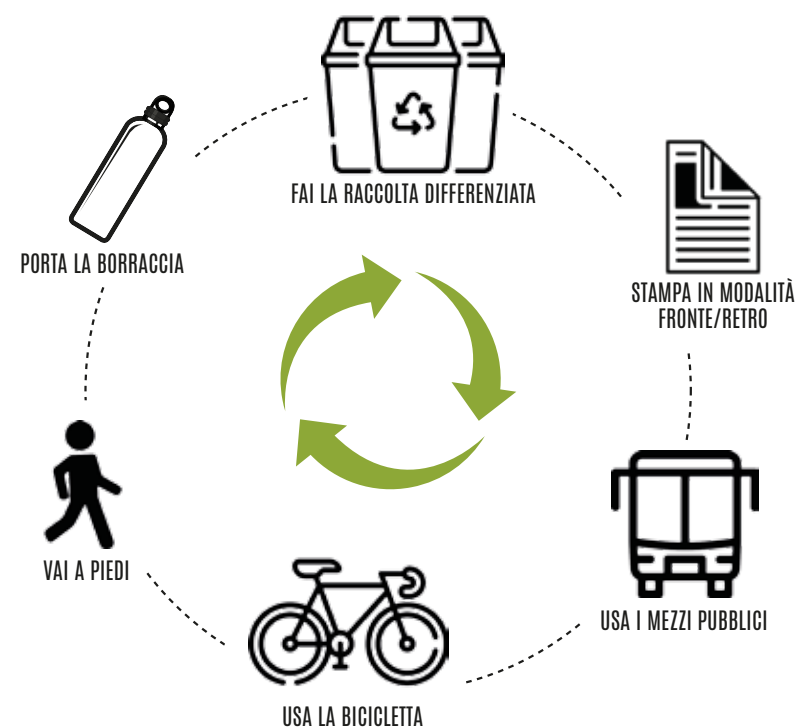 FAI LA RACCOLTA DIFFERENZIATA
PORTA LA BORRACCIA
STAMPA IN MODALITÀ
FRONTE/RETRO
VAI A PIEDI
USA I MEZZI PUBBLICI
USA LA BICICLETTA